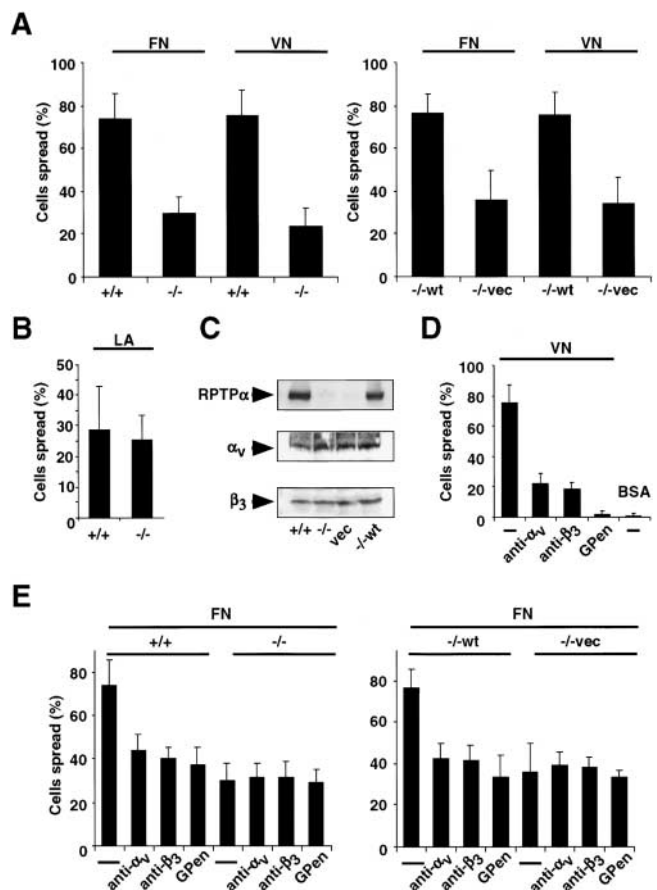 A
FN VN FN VN
Cells spread (%)
100
80
60
40
20
0
+/+ -/- +/+ -/-
Cells spread (%)
100
80
60
40
20
0
-/-wt -/-vec -/-wt -/-vec
B
LA
Cells spread (%)
50
40
30
25
20
10
0
+/+ -/-
C
RPTPα
αv
β3
+/+ -/- vec -/-wt
D
VN
Cells spread (%)
100
80
60
40
20
0
BSA
— anti-αv anti-β3 GPen —
E
FN
+/+ -/-
Cells spread (%)
80
60
40
20
0
— anti-αv anti-β3 GPen — anti-αv anti-β3 GPen
FN
-/-wt -/-vec
Cells spread (%)
80
60
40
20
0
— anti-αv anti-β3 GPen — anti-αv anti-β3 GPen